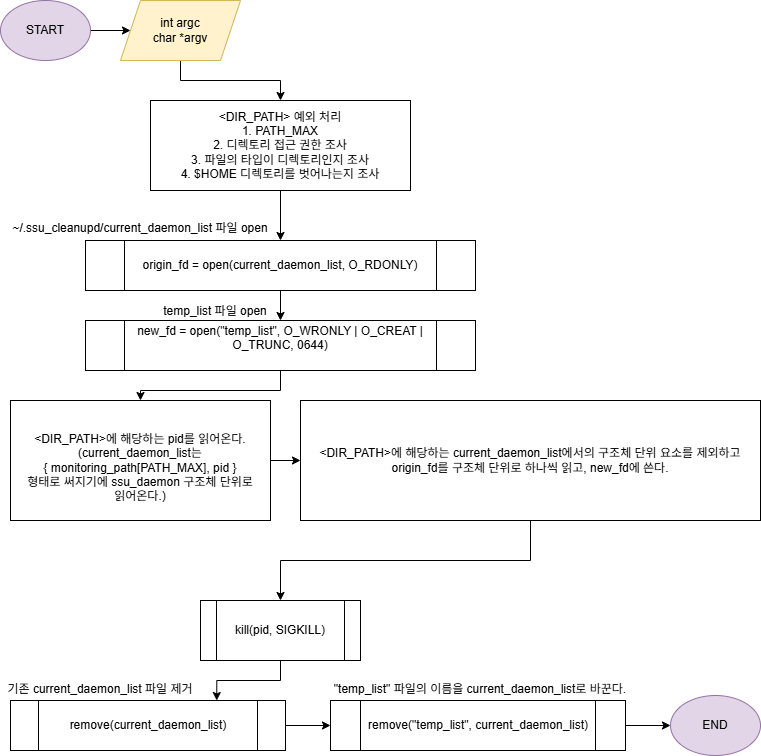 START
int argc
char *argv
<DIR_PATH> 예외 처리
1. PATH_MAX
2. 디렉토리 접근 권한 조사
3. 파일의 타입이 디렉토리인지 조사
4. $HOME 디렉토리를 벗어나는지 조사
~/.ssu_cleanupd/current_daemon_list 파일 open
origin_fd = open(current_daemon_list, O_RDONLY)
temp_list 파일 open
new_fd = open("temp_list", O_WRONLY | O_CREAT |
O_TRUNC, 0644)
<DIR_PATH>에 해당하는 pid를 읽어온다.
(current_daemon_list는
{ monitoring_path[PATH_MAX], pid }
형태로 써지기에 ssu_daemon 구조체 단위로
읽어온다.)
<DIR_PATH>에 해당하는 current_daemon_list에서의 구조체 단위 요소를 제외하고
origin_fd를 구조체 단위로 하나씩 읽고, new_fd에 쓴다.
kill(pid, SIGKILL)
기존 current_daemon_list 파일 제거
remove(current_daemon_list)
"temp_list" 파일의 이름을 current_daemon_list로 바꾼다.
remove("temp_list", current_daemon_list)
END